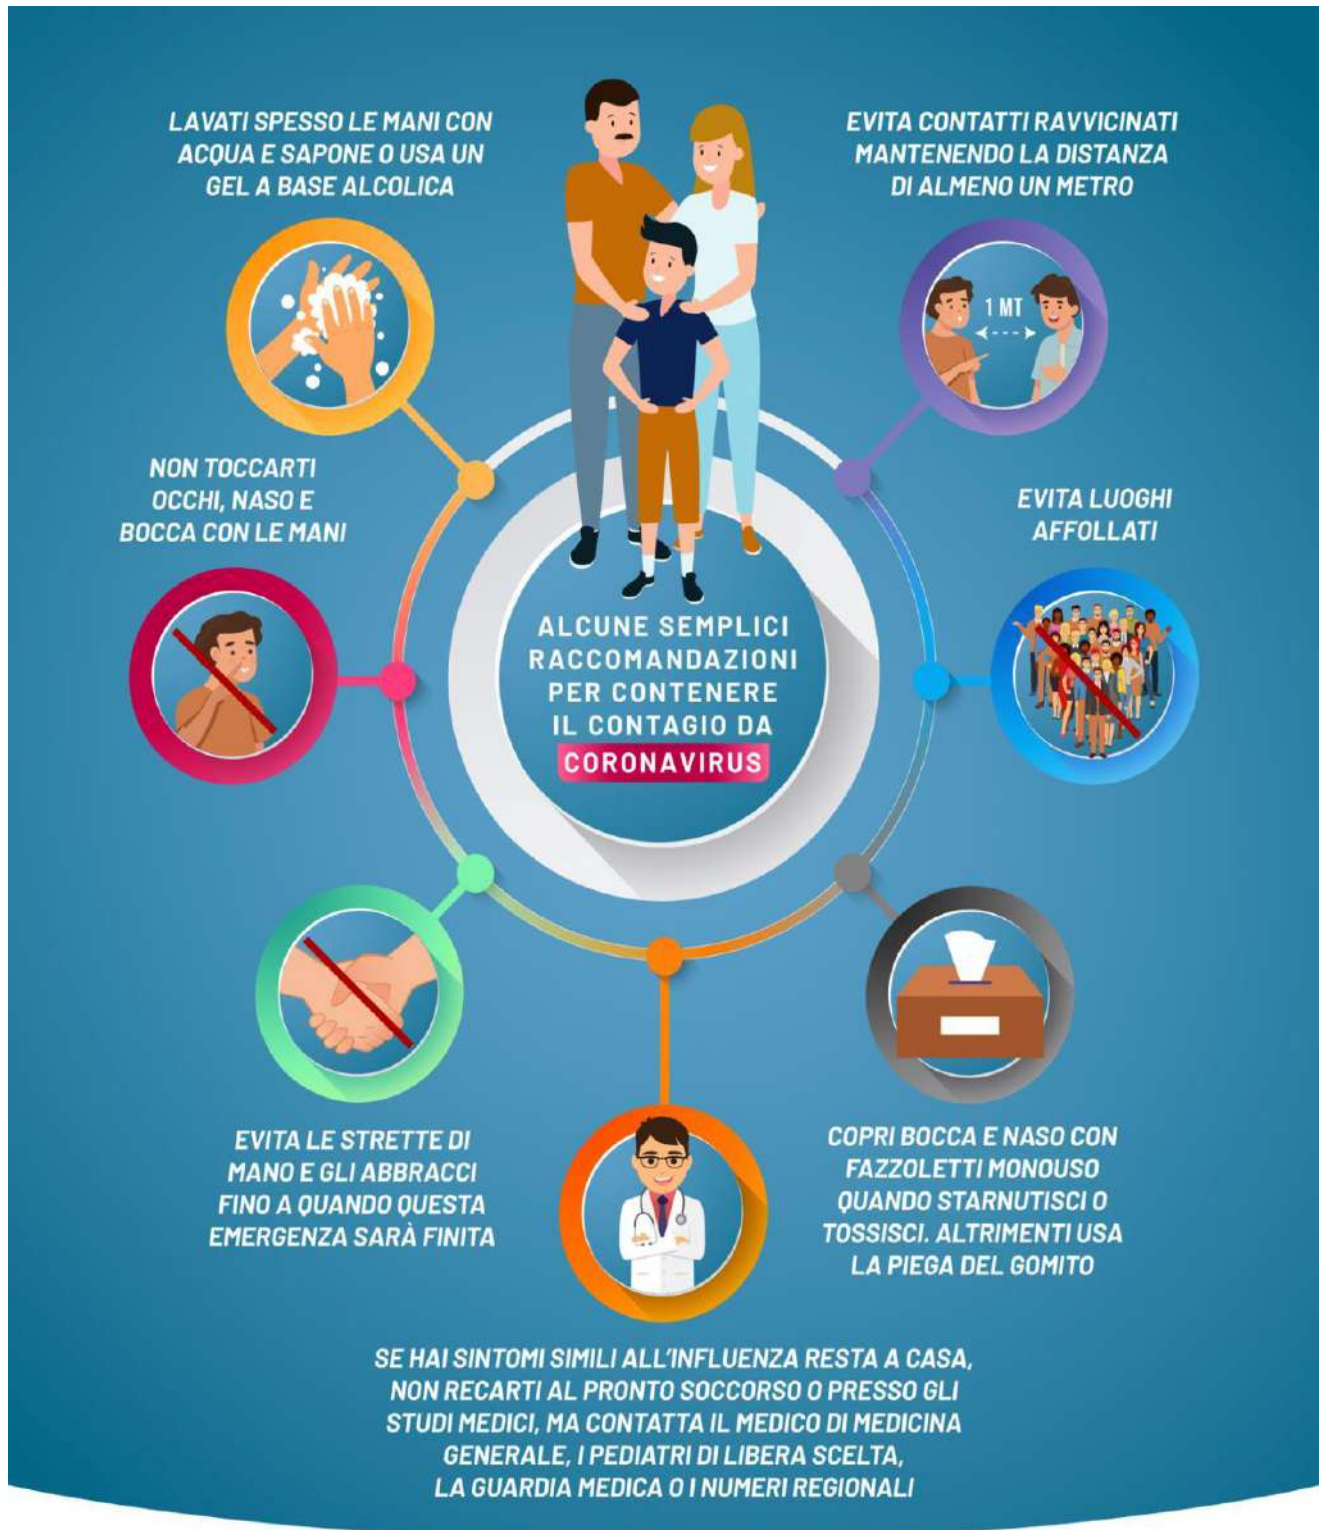 LAVATI SPESSO LE MANI CON
ACQUA E SAPONE O USA UN
GEL A BASE ALCOLICA
EVITA CONTATTI RAVVICINATI
MANTENENDO LA DISTANZA
DI ALMENO UN METRO
1 MT
NON TOCCARTI
OCCHI, NASO E
BOCCA CON LE MANI
EVITA LUOGHI
AFFOLLATI
ALCUNE SEMPLICI
RACCOMANDAZIONI
PER CONTENERE
IL CONTAGIO DA
CORONAVIRUS
EVITA LE STRETTE DI
MANO E GLI ABBRACCI
FINO A QUANDO QUESTA
EMERGENZA SARÀ FINITA
COPRI BOCCA E NASO CON
FAZZOLETTI MONOUSO
QUANDO STARNUTISCI O
TOSSISCI. ALTRIMENTI USA
LA PIEGA DEL GOMITO
SE HAI SINTOMI SIMILI ALL'INFLUENZA RESTA A CASA,
NON RECARTI AL PRONTO SOCCORSO O PRESSO GLI
STUDI MEDICI, MA CONTATTA IL MEDICO DI MEDICINA
GENERALE, I PEDIATRI DI LIBERA SCELTA,
LA GUARDIA MEDICA O I NUMERI REGIONALI